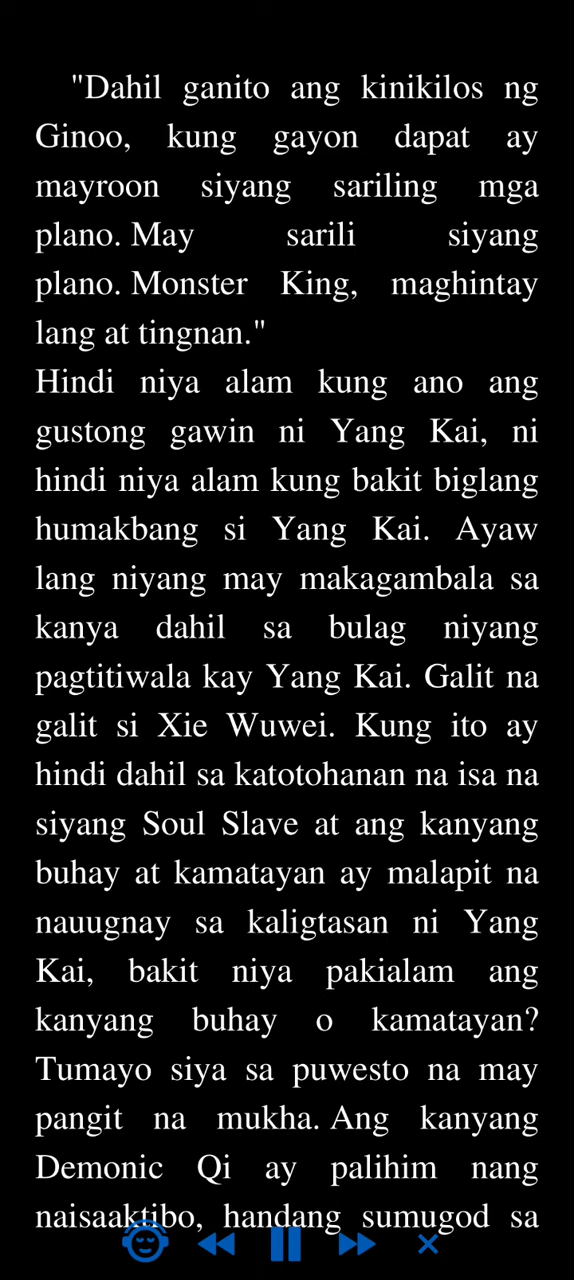 "Dahil ganito ang kinikilos ng
Ginoo, kung gayon dapat ay
mayroon siyang sariling mga
plano. May sarili siyang
plano. Monster King, maghintay
lang at tingnan."
Hindi niya alam kung ano ang
gustong gawin ni Yang Kai, ni
hindi niya alam kung bakit biglang
humakbang si Yang Kai. Ayaw
lang niyang may makagambala sa
kanya dahil sa bulag niyang
pagtitiwala kay Yang Kai. Galit na
galit si Xie Wuwei. Kung ito ay
hindi dahil sa katotohanan na isa na
siyang Soul Slave at ang kanyang
buhay at kamatayan ay malapit na
nauugnay sa kaligtasan ni Yang
Kai, bakit niya pakialam ang
kanyang buhay o kamatayan?
Tumayo siya sa puwesto na may
pangit na mukha. Ang kanyang
Demonic Qi ay palihim nang
naisaaktibo, handang sumugod sa